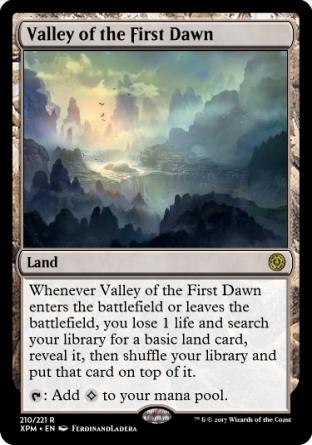 Valley of the First Dawn
Land
Whenever Valley of the First Dawn
enters the battlefield or leaves the
battlefield, you lose 1 life and search
your library for a basic land card,
reveal it, then shuffle your library and
put that card on top of it.
: Add to your mana pool.
210/221 R
XPM • EN FerdinandLadera
™ & © 2017 Wizards of the Coast